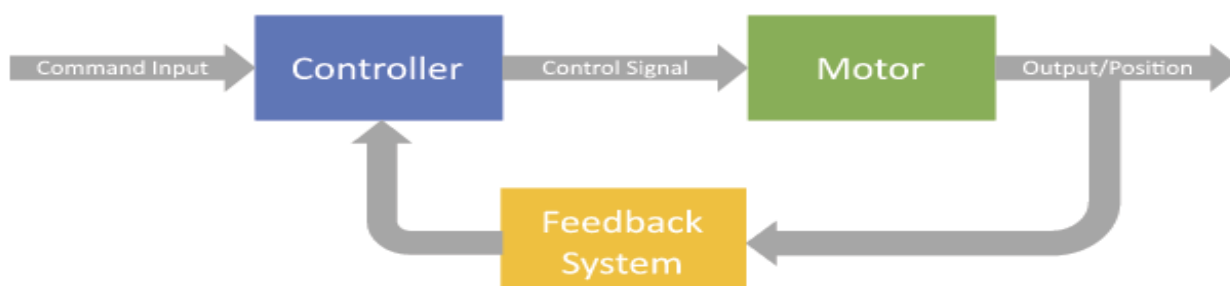 Command Input
Controller
Control Signal
Motor
Output/Position
Feedback
System